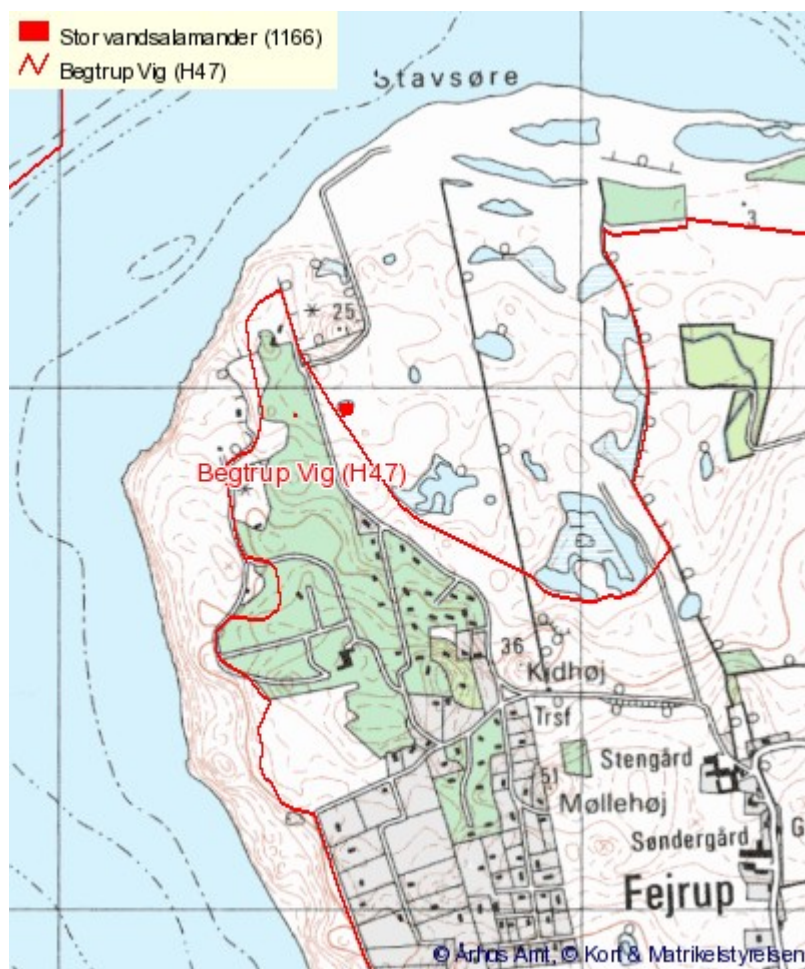 Stor vandsalamander (1166)
Begtrup Vig (H47)
Stavsøre
3
25
Begtrup Vig (H47)
36
Kidhøj
Trsf
Stengård
51
Møllehøj
G
Søndergård
Fejrup
© Århus Amt, © Kort & Matrikelstyrelsen